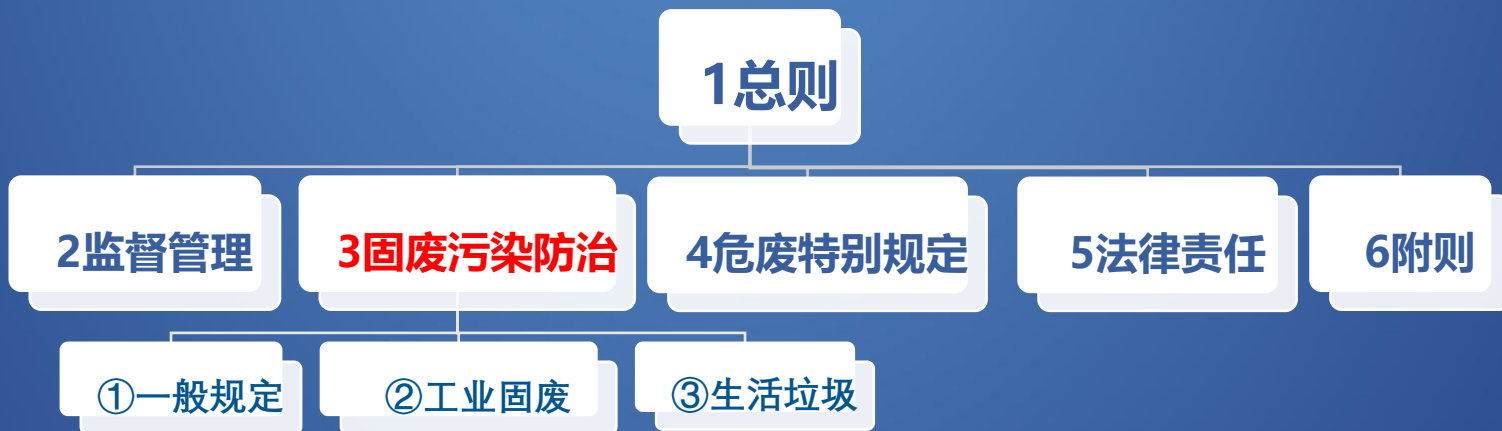 1总则
2监督管理
3固废污染防治
4危废特别规定
5法律责任
6附则
①一般规定
②工业固废
③生活垃圾